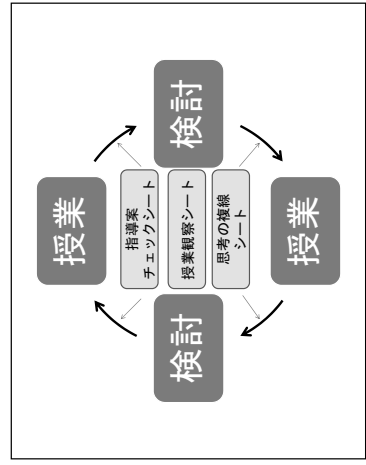 授業
検討
指導案
チェックシート
授業観察シート
思考の複線
シート
検討
授業